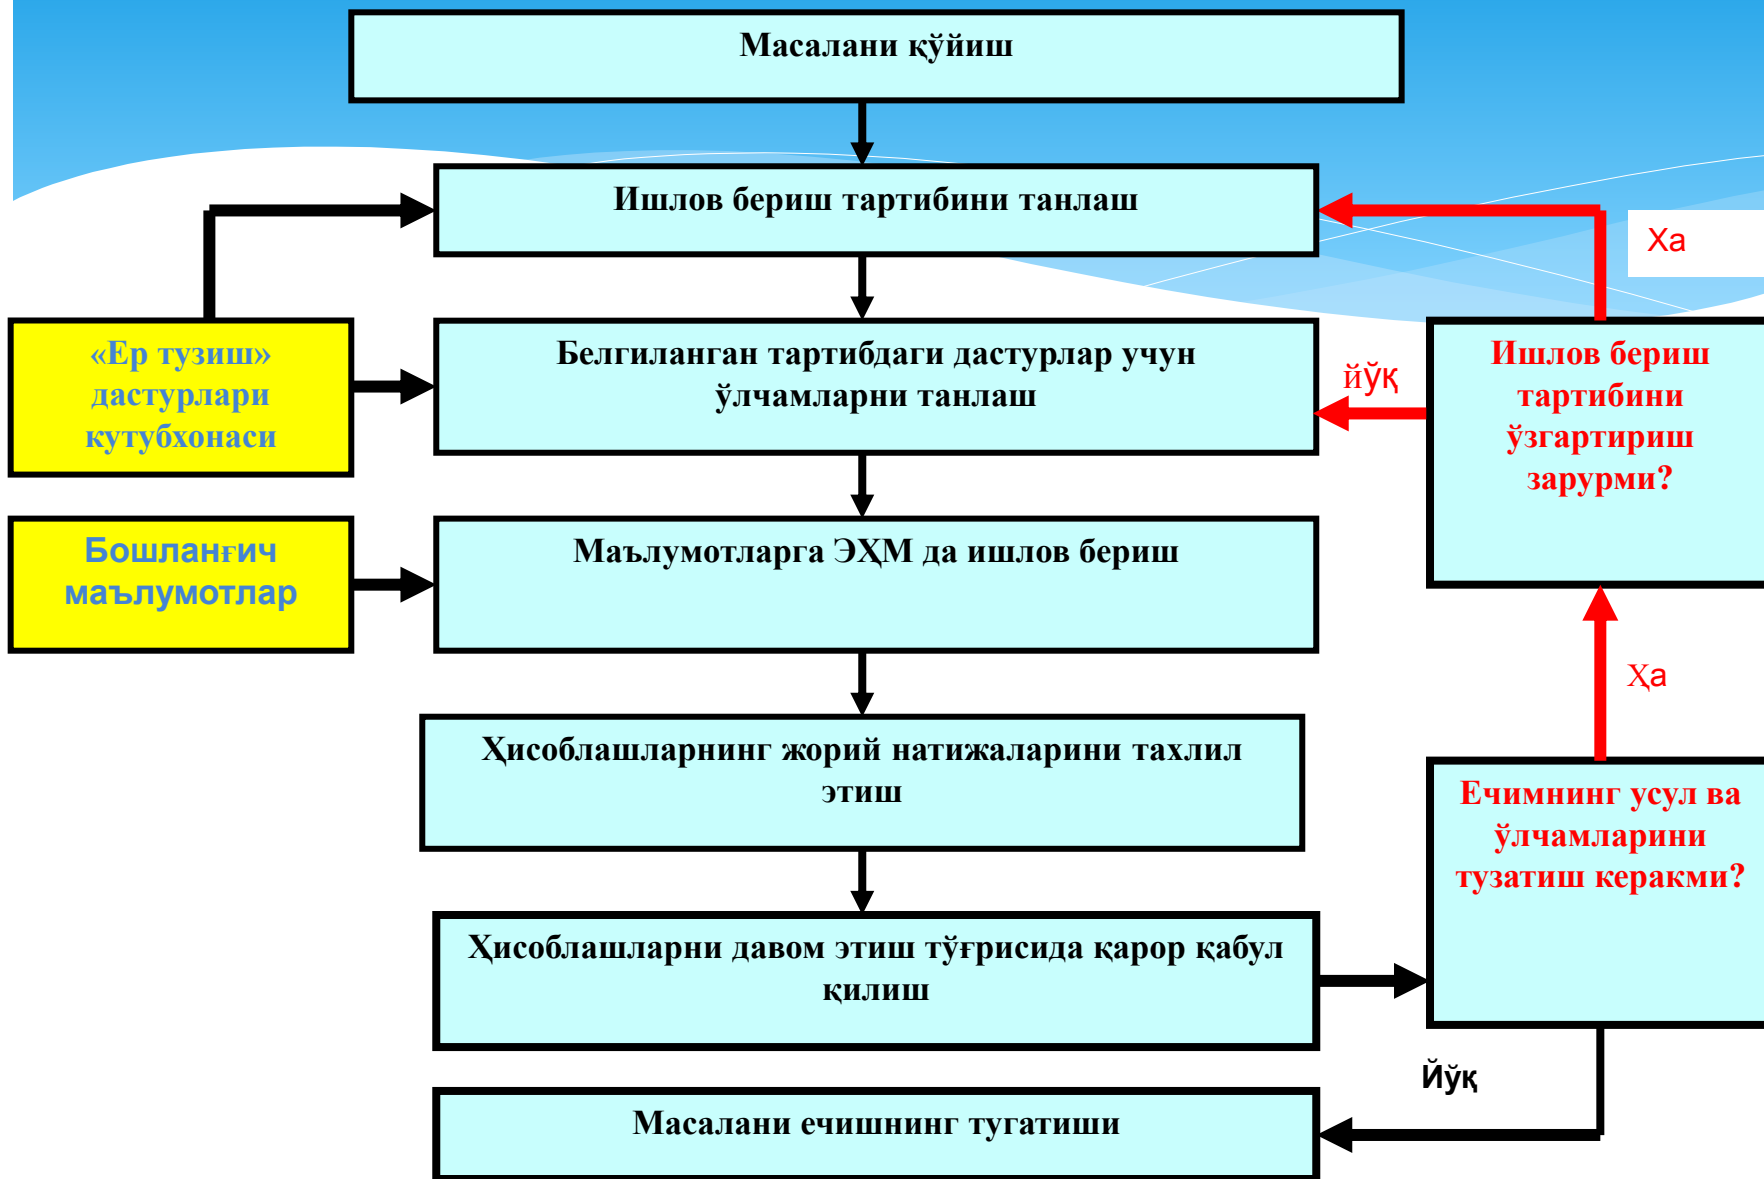 Масалани қўйиш
Ишлов бериш тартибини танлаш
Ха
«Ер тузиш»
дастурлари
кутубхонаси
Белгиланган тартибдаги дастурлар учун
ўлчамларни танлаш
йўқ
Ишлов бериш
тартибини
ўзгартириш
зарурми?
Бошланғич
маълумотлар
Маълумотларга ЭҲМ да ишлов бериш
Ҳа
Ҳисоблашларнинг жорий натижаларини тахлил
этиш
Ечимнинг усул ва
ўлчамларини
тузатиш керакми?
Ҳисоблашларни давом этиш тўғрисида қарор қабул
қилиш
Йўқ
Масалани ечишнинг тугатиши